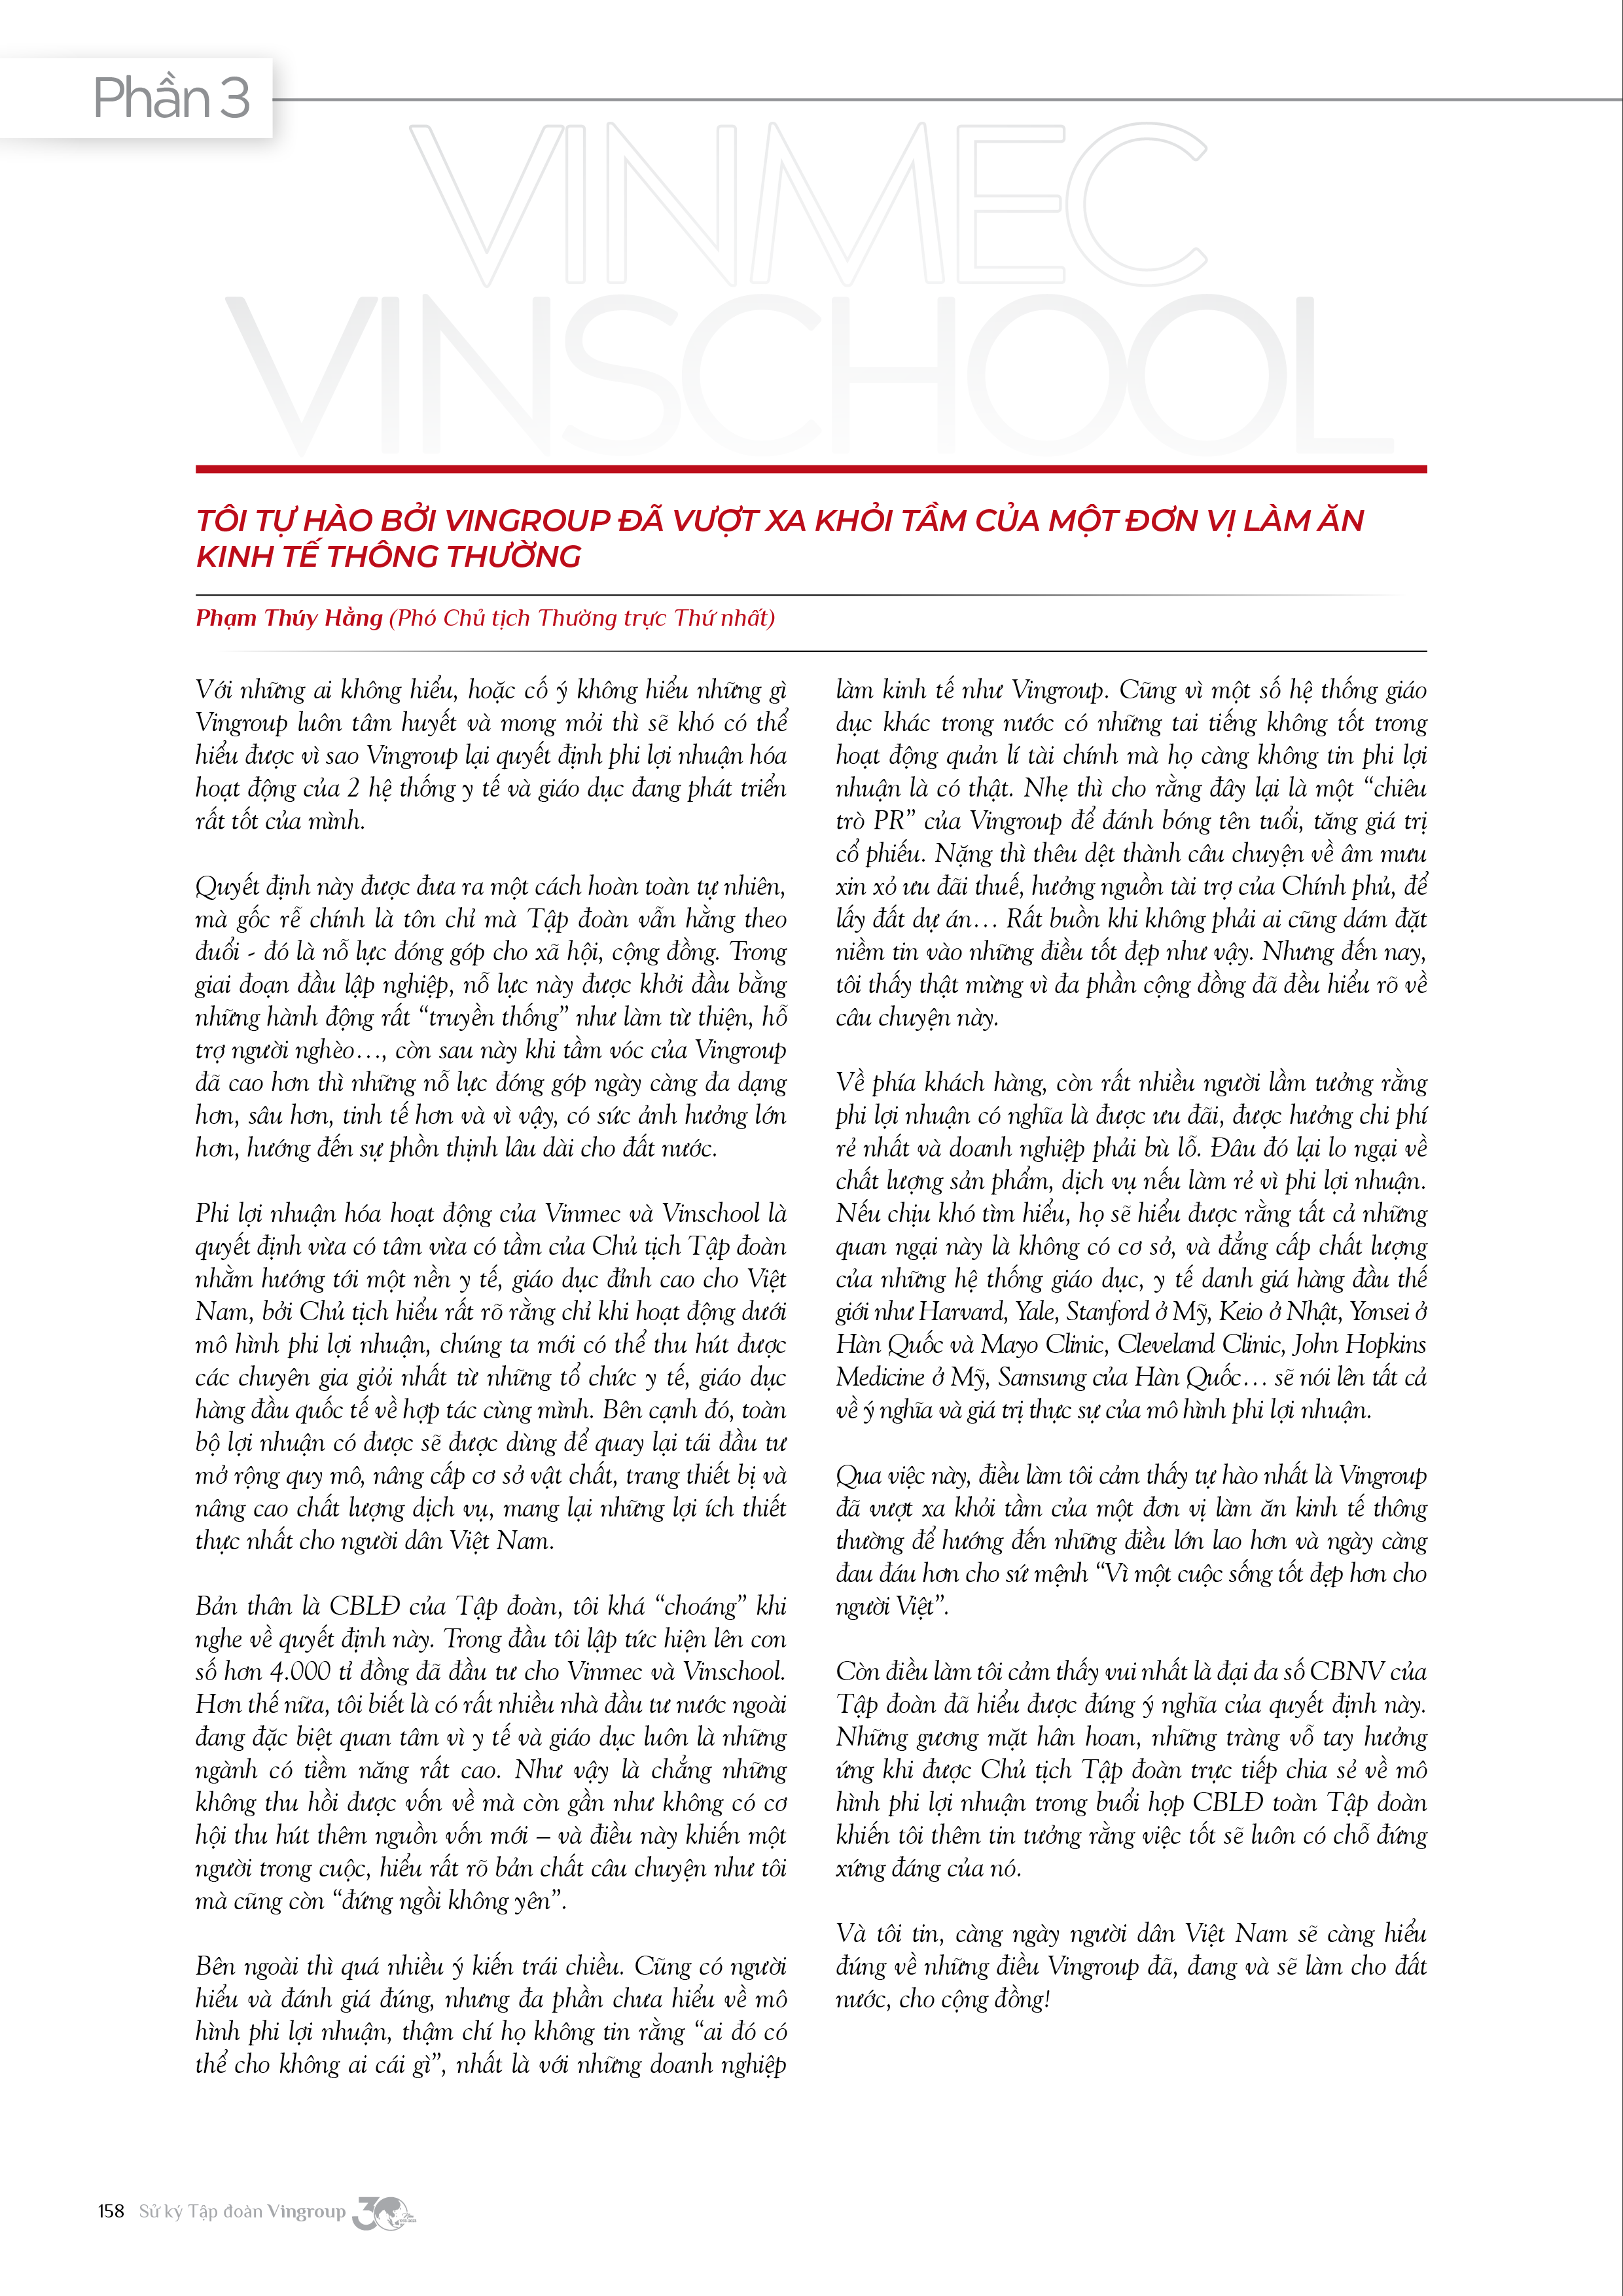 Phần 3
VINMEC
VINSCHOOL
TÔI TỰ HÀO BỞI VINGROUP ĐÃ VƯỢT XA KHỎI TẦM CỦA MỘT ĐƠN VỊ LÀM ĂN
KINH TẾ THÔNG THƯỜNG
Phạm Thúy Hằng (Phó Chủ tịch Thường trực Thứ nhất)
Với những ai không hiểu, hoặc cố ý không hiểu những gì
Vingroup luôn tâm huyết và mong mỏi thì sẽ khó có thể
hiểu được vì sao Vingroup lại quyết định phi lợi nhuận hóa
hoạt động của 2 hệ thống y tế và giáo dục đang phát triển
rất tốt của mình.
Quyết định này được đưa ra một cách hoàn toàn tự nhiên,
mà gốc rễ chính là tôn chỉ mà Tập đoàn vẫn hằng theo
đuổi - đó là nỗ lực đóng góp cho xã hội, cộng đồng. Trong
giai đoạn đầu lập nghiệp, nỗ lực này được khởi đầu bằng
những hành động rất “truyền thống” như làm từ thiện, hỗ
trợ người nghèo…, còn sau này khi tầm vóc của Vingroup
đã cao hơn thì những nỗ lực đóng góp ngày càng đa dạng
hơn, sâu hơn, tinh tế hơn và vì vậy, có sức ảnh hưởng lớn
hơn, hướng đến sự phồn thịnh lâu dài cho đất nước.
Phi lợi nhuận hóa hoạt động của Vinmec và Vinschool là
quyết định vừa có tâm vừa có tầm của Chủ tịch Tập đoàn
nhằm hướng tới một nền y tế, giáo dục đỉnh cao cho Việt
Nam, bởi Chủ tịch hiểu rất rõ rằng chỉ khi hoạt động dưới
mô hình phi lợi nhuận, chúng ta mới có thể thu hút được
các chuyên gia giỏi nhất từ những tổ chức y tế, giáo dục
hàng đầu quốc tế về hợp tác cùng mình. Bên cạnh đó, toàn
bộ lợi nhuận có được sẽ được dùng để quay lại tái đầu tư
mở rộng quy mô, nâng cấp cơ sở vật chất, trang thiết bị và
nâng cao chất lượng dịch vụ, mang lại những lợi ích thiết
thực nhất cho người dân Việt Nam.
Bản thân là CBLĐ của Tập đoàn, tôi khá “choáng” khi
nghe về quyết định này. Trong đầu tôi lập tức hiện lên con
số hơn 4.000 tỉ đồng đã đầu tư cho Vinmec và Vinschool.
Hơn thế nữa, tôi biết là có rất nhiều nhà đầu tư nước ngoài
đang đặc biệt quan tâm vì y tế và giáo dục luôn là những
ngành có tiềm năng rất cao. Như vậy là chẳng những
không thu hồi được vốn về mà còn gần như không có cơ
hội thu hút thêm nguồn vốn mới – và điều này khiến một
người trong cuộc, hiểu rất rõ bản chất câu chuyện như tôi
mà cũng còn “đứng ngồi không yên”.
Bên ngoài thì quá nhiều ý kiến trái chiều. Cũng có người
hiểu và đánh giá đúng, nhưng đa phần chưa hiểu về mô
hình phi lợi nhuận, thậm chí họ không tin rằng “ai đó có
thể cho không ai cái gì”, nhất là với những doanh nghiệp
làm kinh tế như Vingroup. Cũng vì một số hệ thống giáo
dục khác trong nước có những tai tiếng không tốt trong
hoạt động quản lí tài chính mà họ càng không tin phi lợi
nhuận là có thật. Nhẹ thì cho rằng đây lại là một “chiêu
trò PR” của Vingroup để đánh bóng tên tuổi, tăng giá trị
cổ phiếu. Nặng thì thêu dệt thành câu chuyện về âm mưu
xin xỏ ưu đãi thuế, hưởng nguồn tài trợ của Chính phủ, để
lấy đất dự án… Rất buồn khi không phải ai cũng dám đặt
niềm tin vào những điều tốt đẹp như vậy. Nhưng đến nay,
tôi thấy thật mừng vì đa phần cộng đồng đã đều hiểu rõ về
câu chuyện này.
Về phía khách hàng, còn rất nhiều người lầm tưởng rằng
phi lợi nhuận có nghĩa là được ưu đãi, được hưởng chi phí
rẻ nhất và doanh nghiệp phải bù lỗ. Đâu đó lại lo ngại về
chất lượng sản phẩm, dịch vụ nếu làm rẻ vì phi lợi nhuận.
Nếu chịu khó tìm hiểu, họ sẽ hiểu được rằng tất cả những
quan ngại này là không có cơ sở, và đẳng cấp chất lượng
của những hệ thống giáo dục, y tế danh giá hàng đầu thế
giới như Harvard, Yale, Stanford ở Mỹ, Keio ở Nhật, Yonsei ở
Hàn Quốc và Mayo Clinic, Cleveland Clinic, John Hopkins
Medicine ở Mỹ, Samsung của Hàn Quốc… sẽ nói lên tất cả
về ý nghĩa và giá trị thực sự của mô hình phi lợi nhuận.
Qua việc này, điều làm tôi cảm thấy tự hào nhất là Vingroup
đã vượt xa khỏi tầm của một đơn vị làm ăn kinh tế thông
thường để hướng đến những điều lớn lao hơn và ngày càng
đau đáu hơn cho sứ mệnh “Vì một cuộc sống tốt đẹp hơn cho
người Việt”.
Còn điều làm tôi cảm thấy vui nhất là đại đa số CBNV của
Tập đoàn đã hiểu được đúng ý nghĩa của quyết định này.
Những gương mặt hân hoan, những tràng vỗ tay hưởng
ứng khi được Chủ tịch Tập đoàn trực tiếp chia sẻ về mô
hình phi lợi nhuận trong buổi họp CBLĐ toàn Tập đoàn
khiến tôi thêm tin tưởng rằng việc tốt sẽ luôn có chỗ đứng
xứng đáng của nó.
Và tôi tin, càng ngày người dân Việt Nam sẽ càng hiểu
đúng về những điều Vingroup đã, đang và sẽ làm cho đất
nước, cho cộng đồng!
158 Sử ký Tập đoàn Vingroup 30